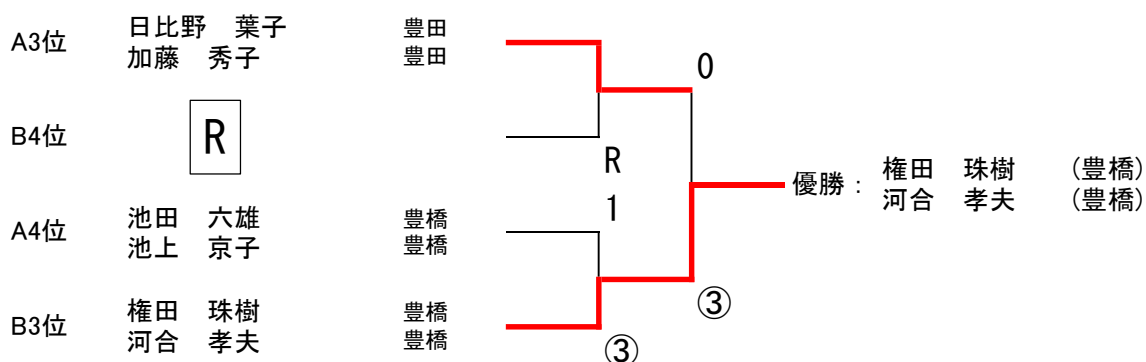 A3位 日比野 葉子 豊田
加藤 秀子 豊田
0
B4位 R
R
優勝： 権田 珠樹 (豊橋)
河合 孝夫 (豊橋)
1
A4位 池田 六雄 豊橋
池上 京子 豊橋
③
B3位 権田 珠樹 豊橋
河合 孝夫 豊橋
③